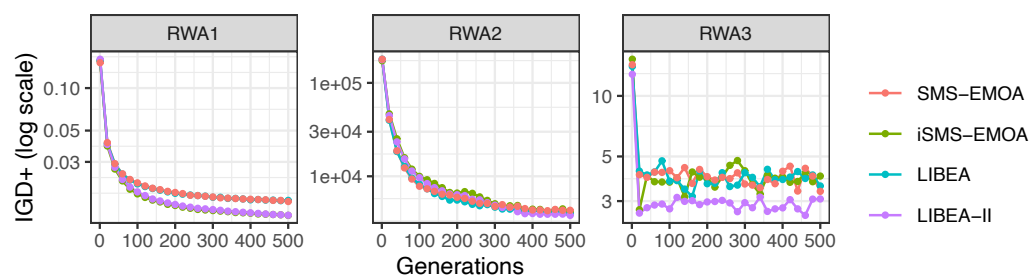 RWA1 RWA2 RWA3
IGD+ (log scale)
0.10
0.05
0.03
1e+05
3e+04
1e+04
10
5
3
0 100 200 300 400 500 0 100 200 300 400 500 0 100 200 300 400 500
Generations
SMS−EMOA
iSMS−EMOA
LIBEA
LIBEA−II